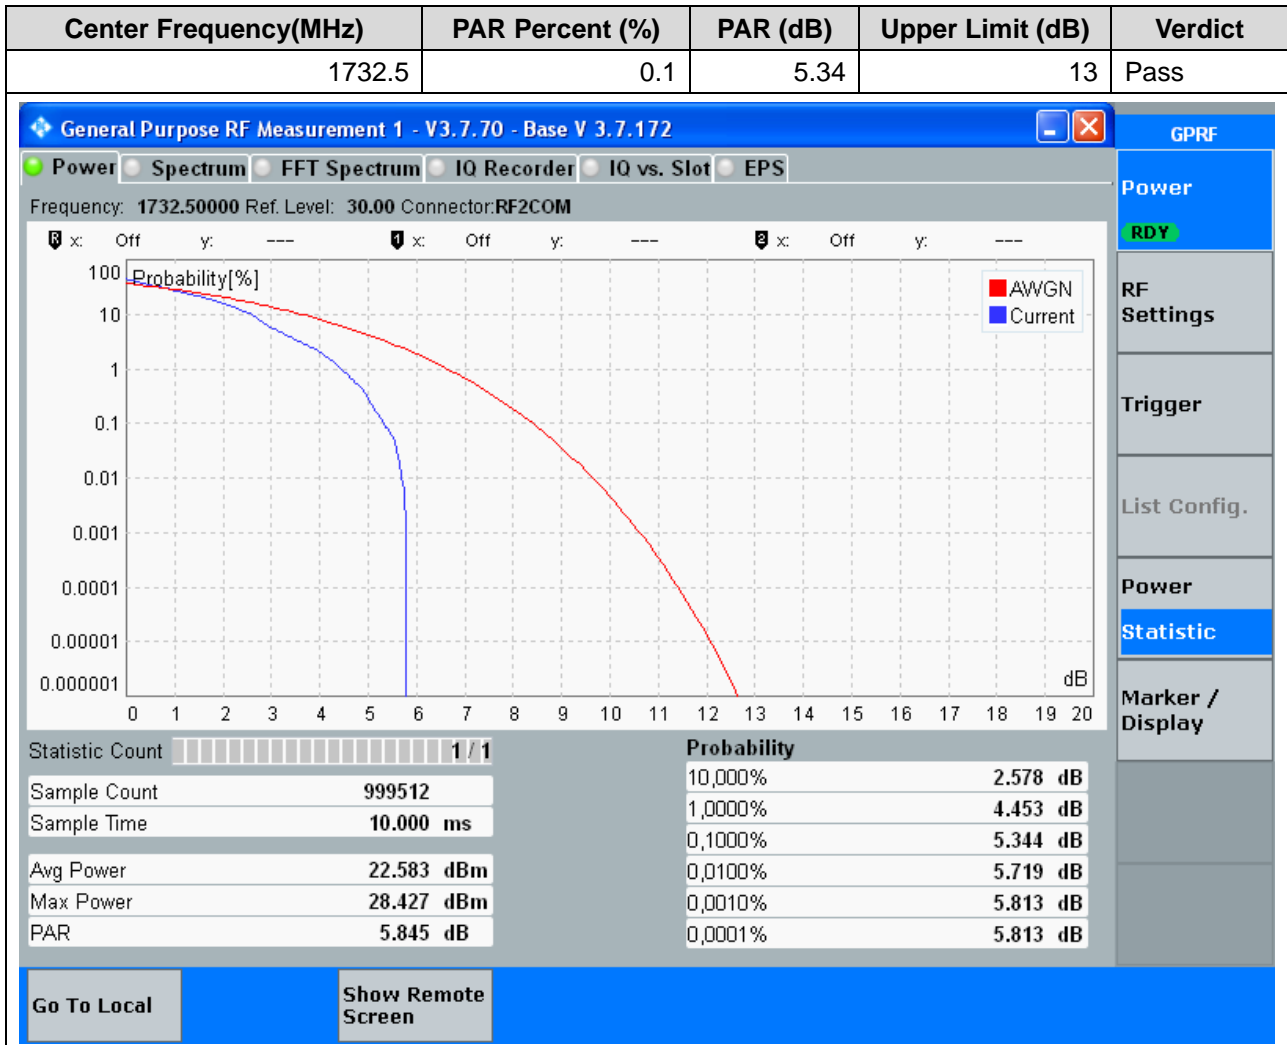 Center Frequency(MHz) PAR Percent (%) PAR (dB) Upper Limit (dB) Verdict
1732.5 0.1 5.34 13 Pass
General Purpose RF Measurement 1 - V3.7.70 - Base V 3.7.172
GPRF
Power Spectrum FFT Spectrum IQ Recorder IQ vs. Slot EPS
Power
RDY
Frequency: 1732.50000 Ref. Level: 30.00 Connector:RF2COM
R x: Off y: --- 1 x: Off y: --- 2 x: Off y: ---
Probability[%]
AWGN
Current
100
10
1
0.1
0.01
0.001
0.0001
0.00001
0.000001
dB
0 1 2 3 4 5 6 7 8 9 10 11 12 13 14 15 16 17 18 19 20
RF
Settings
Trigger
List Config.
Power
Statistic
Marker /
Display
Statistic Count 1 / 1
Sample Count 999512
Sample Time 10.000 ms
Avg Power 22.583 dBm
Max Power 28.427 dBm
PAR 5.845 dB
Probability
10,000% 2.578 dB
1,0000% 4.453 dB
0,1000% 5.344 dB
0,0100% 5.719 dB
0,0010% 5.813 dB
0,0001% 5.813 dB
Go To Local
Show Remote
Screen